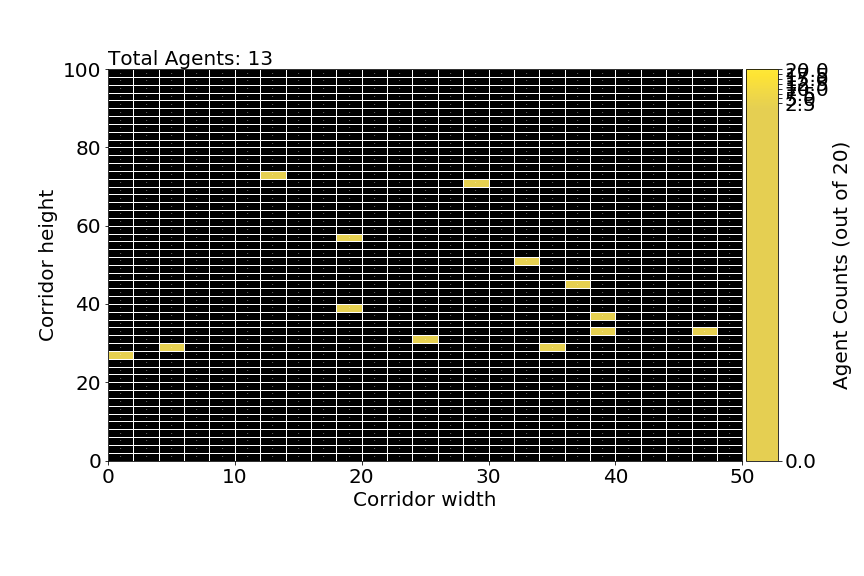 Total Agents: 13
100
80
60
40
20
0
Corridor height
0 10 20 30 40 50
Corridor width
20.0
2.5
0.0
Agent Counts (out of 20)